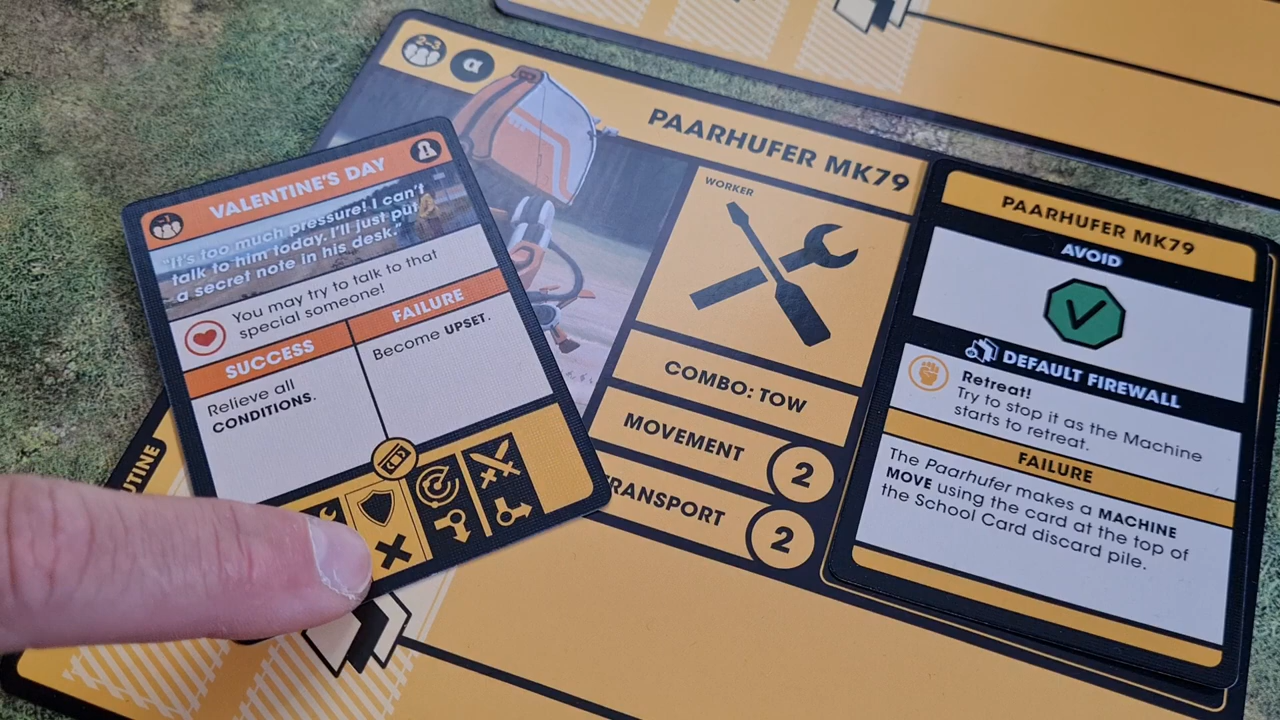 2-3
α
PAARHUFER MK79
WORKER
COMBO: TOW
MOVEMENT
2
TRANSPORT
2
VALENTINE'S DAY
"It's too much pressure! I can't
talk to him today. I'll just put
a secret note in his desk."
You may try to talk to that
special someone!
SUCCESS
FAILURE
Relieve all
CONDITIONS.
Become UPSET.
UTINE
PAARHUFER MK79
AVOID
DEFAULT FIREWALL
Retreat!
Try to stop it as the Machine
starts to retreat.
FAILURE
The Paarhufer makes a MACHINE
MOVE using the card at the top of
the School Card discard pile.